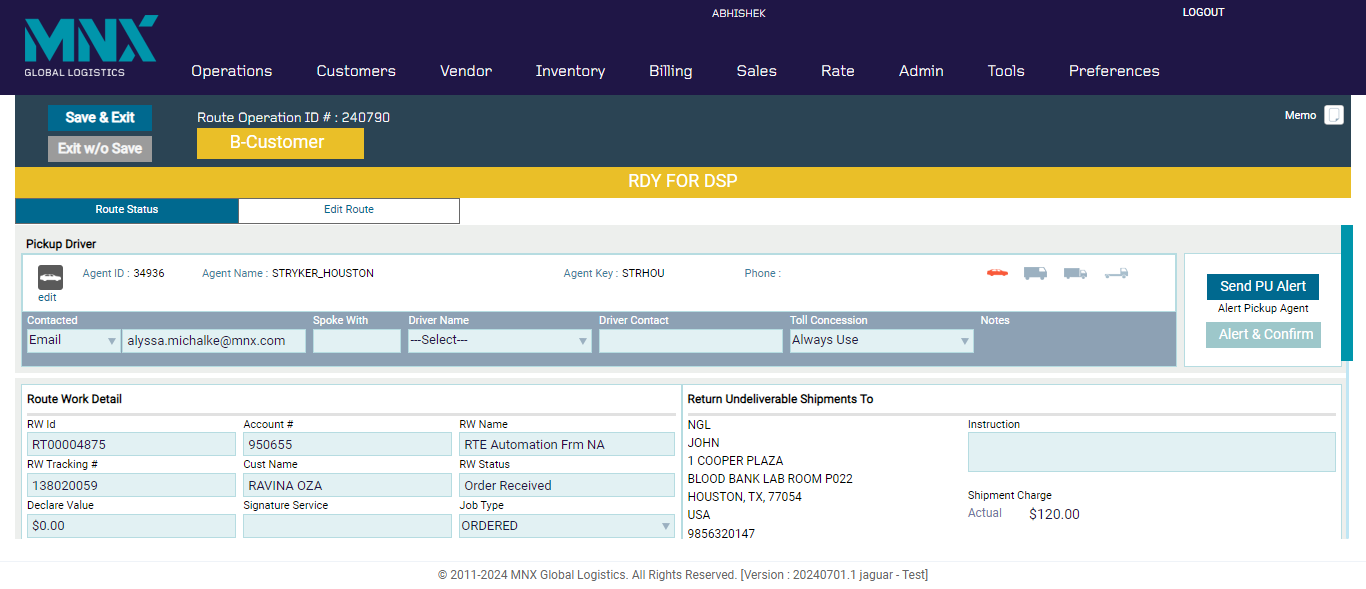 ABHISHEK
LOGOUT
MNX
GLOBAL LOGISTICS
Operations Customers Vendor Inventory Billing Sales Rate Admin Tools Preferences
Save & Exit
Route Operation ID # : 240790
Memo
Exit w/o Save
B-Customer
RDY FOR DSP
Route Status
Edit Route
Pickup Driver
edit
Agent ID : 34936
Agent Name : STRYKER_HOUSTON
Agent Key : STRHOU
Phone :
Send PU Alert
Alert Pickup Agent
Alert & Confirm
Contacted Spoke With Driver Name Driver Contact Toll Concession Notes
Email alyssa.michalke@mnx.com ---Select--- Always Use
Route Work Detail
RW Id Account # RW Name
RT00004875 950655 RTE Automation Frm NA
RW Tracking # Cust Name RW Status
138020059 RAVINA OZA Order Received
Declare Value Signature Service Job Type
$0.00 ORDERED
Return Undeliverable Shipments To
NGL
JOHN
1 COOPER PLAZA
BLOOD BANK LAB ROOM P022
HOUSTON, TX, 77054
USA
9856320147
Instruction
Shipment Charge
Actual $120.00
© 2011-2024 MNX Global Logistics. All Rights Reserved. [Version : 20240701.1 jaguar - Test]